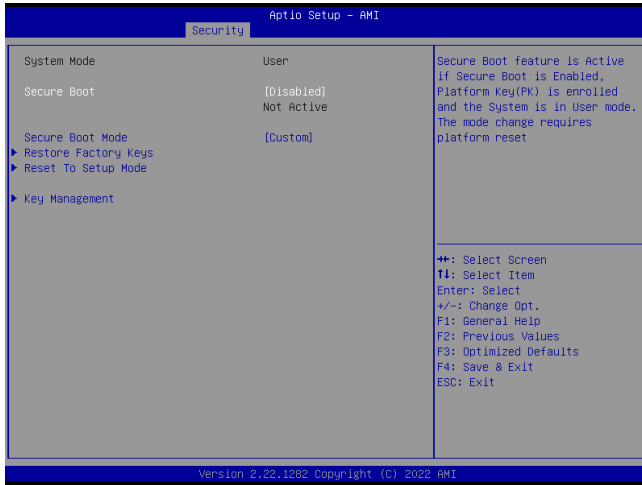 Aptio Setup – AMI
Security
System Mode User
Secure Boot [Disabled]
Not Active
Secure Boot Mode [Custom]
Restore Factory Keys
Reset To Setup Mode
Key Management
Secure Boot feature is Active
if Secure Boot is Enabled,
Platform Key(PK) is enrolled
and the System is in User mode.
The mode change requires
platform reset
→←: Select Screen
↑↓: Select Item
Enter: Select
+/-: Change Opt.
F1: General Help
F2: Previous Values
F3: Optimized Defaults
F4: Save & Exit
ESC: Exit
Version 2.22.1282 Copyright (C) 2022 AMI